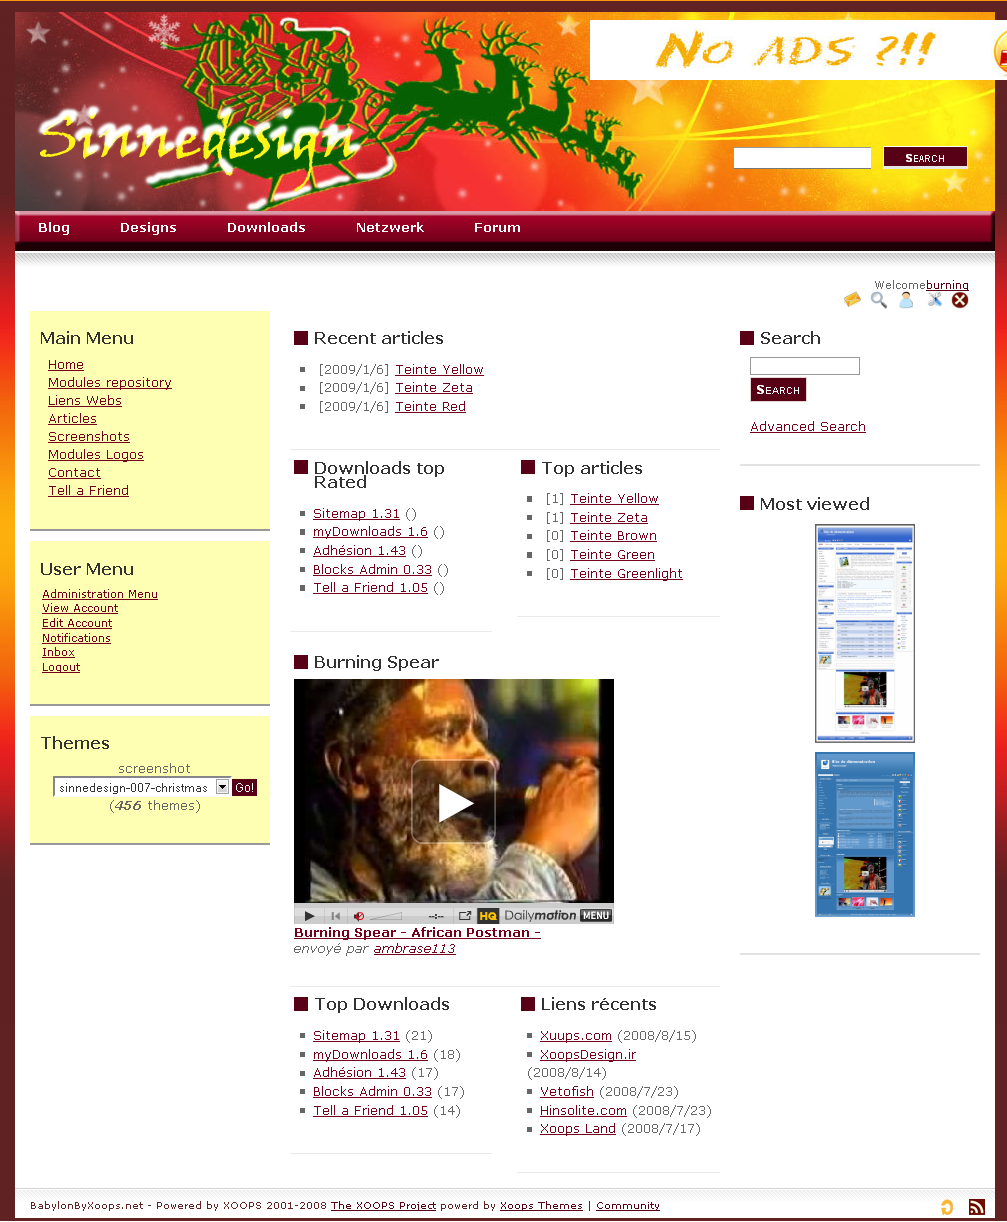 No ADS ?!!
Sinnedesign
SEARCH
Blog Designs Downloads Netzwerk Forum
Welcomeburning
Main Menu
Home
Modules repository
Liens Webs
Articles
Screenshots
Modules Logos
Contact
Tell a Friend
User Menu
Administration Menu
View Account
Edit Account
Notifications
Inbox
Logout
Themes
screenshot
sinnedesign-007-christmas Go!
(456 themes)
Recent articles
[2009/1/6] Teinte Yellow
[2009/1/6] Teinte Zeta
[2009/1/6] Teinte Red
Downloads top
Rated
Sitemap 1.31 ()
myDownloads 1.6 ()
Adhésion 1.43 ()
Blocks Admin 0.33 ()
Tell a Friend 1.05 ()
Top articles
[1] Teinte Yellow
[1] Teinte Zeta
[0] Teinte Brown
[0] Teinte Green
[0] Teinte Greenlight
Burning Spear
--:-- HQ Dailymotion MENU
Burning Spear - African Postman -
envoyé par ambrase113
Top Downloads
Sitemap 1.31 (21)
myDownloads 1.6 (18)
Adhésion 1.43 (17)
Blocks Admin 0.33 (17)
Tell a Friend 1.05 (14)
Liens récents
Xuups.com (2008/8/15)
XoopsDesign.ir
(2008/8/14)
Vetofish (2008/7/23)
Hinsolite.com (2008/7/23)
Xoops Land (2008/7/17)
Search
SEARCH
Advanced Search
Most viewed
BabylonByXoops.net - Powered by XOOPS 2001-2008 The XOOPS Project powerd by Xoops Themes | Community